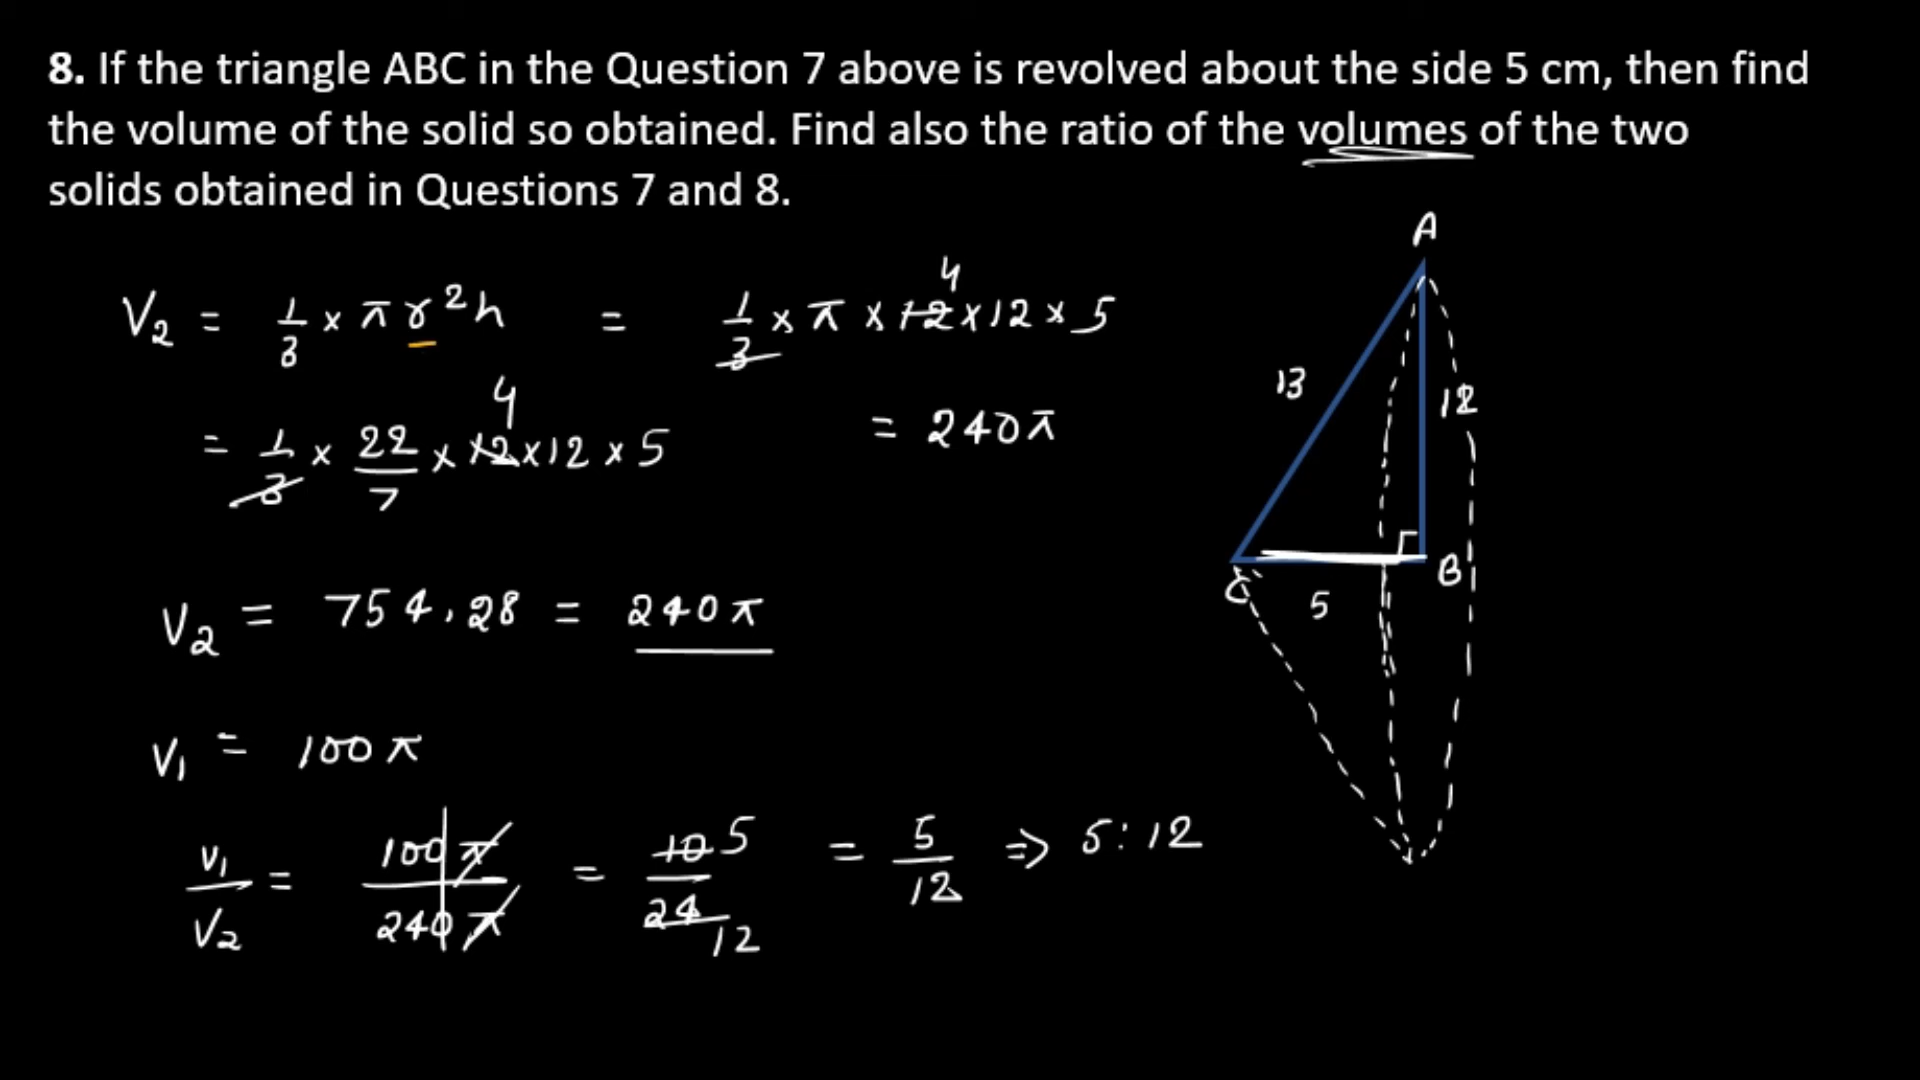 8. If the triangle ABC in the Question 7 above is revolved about the side 5 cm, then find
the volume of the solid so obtained. Find also the ratio of the volumes of the two
solids obtained in Questions 7 and 8.
V₂ = 1/3 × π r² h = 1/3 × π × 12 4 × 12 × 5
= 1/3 × 22/7 × 12 4 × 12 × 5 = 240π
V₂ = 754.28 = 240π
V₁ = 100π
V₁/V₂ = 100π/240π = 10 5/24 12 = 5/12 ⇒ 5:12
A
13
12
C
5
B